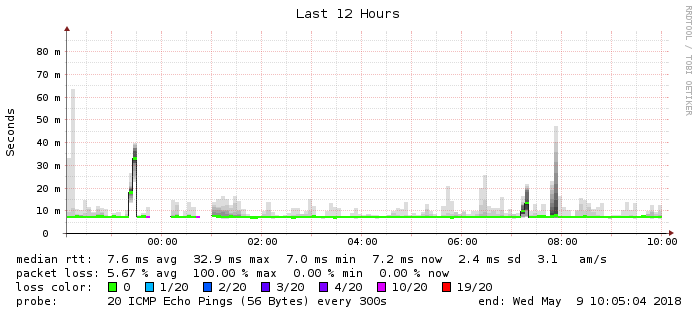 Last 12 Hours
RRDTOOL / TOBI OETIKER
Seconds
80 m
70 m
60 m
50 m
40 m
30 m
20 m
10 m
0
00:00 02:00 04:00 06:00 08:00 10:00
median rtt: 7.6 ms avg 32.9 ms max 7.0 ms min 7.2 ms now 2.4 ms sd 3.1 am/s
packet loss: 5.67 % avg 100.00 % max 0.00 % min 0.00 % now
loss color: 0 1/20 2/20 3/20 4/20 10/20 19/20
probe: 20 ICMP Echo Pings (56 Bytes) every 300s end: Wed May 9 10:05:04 2018